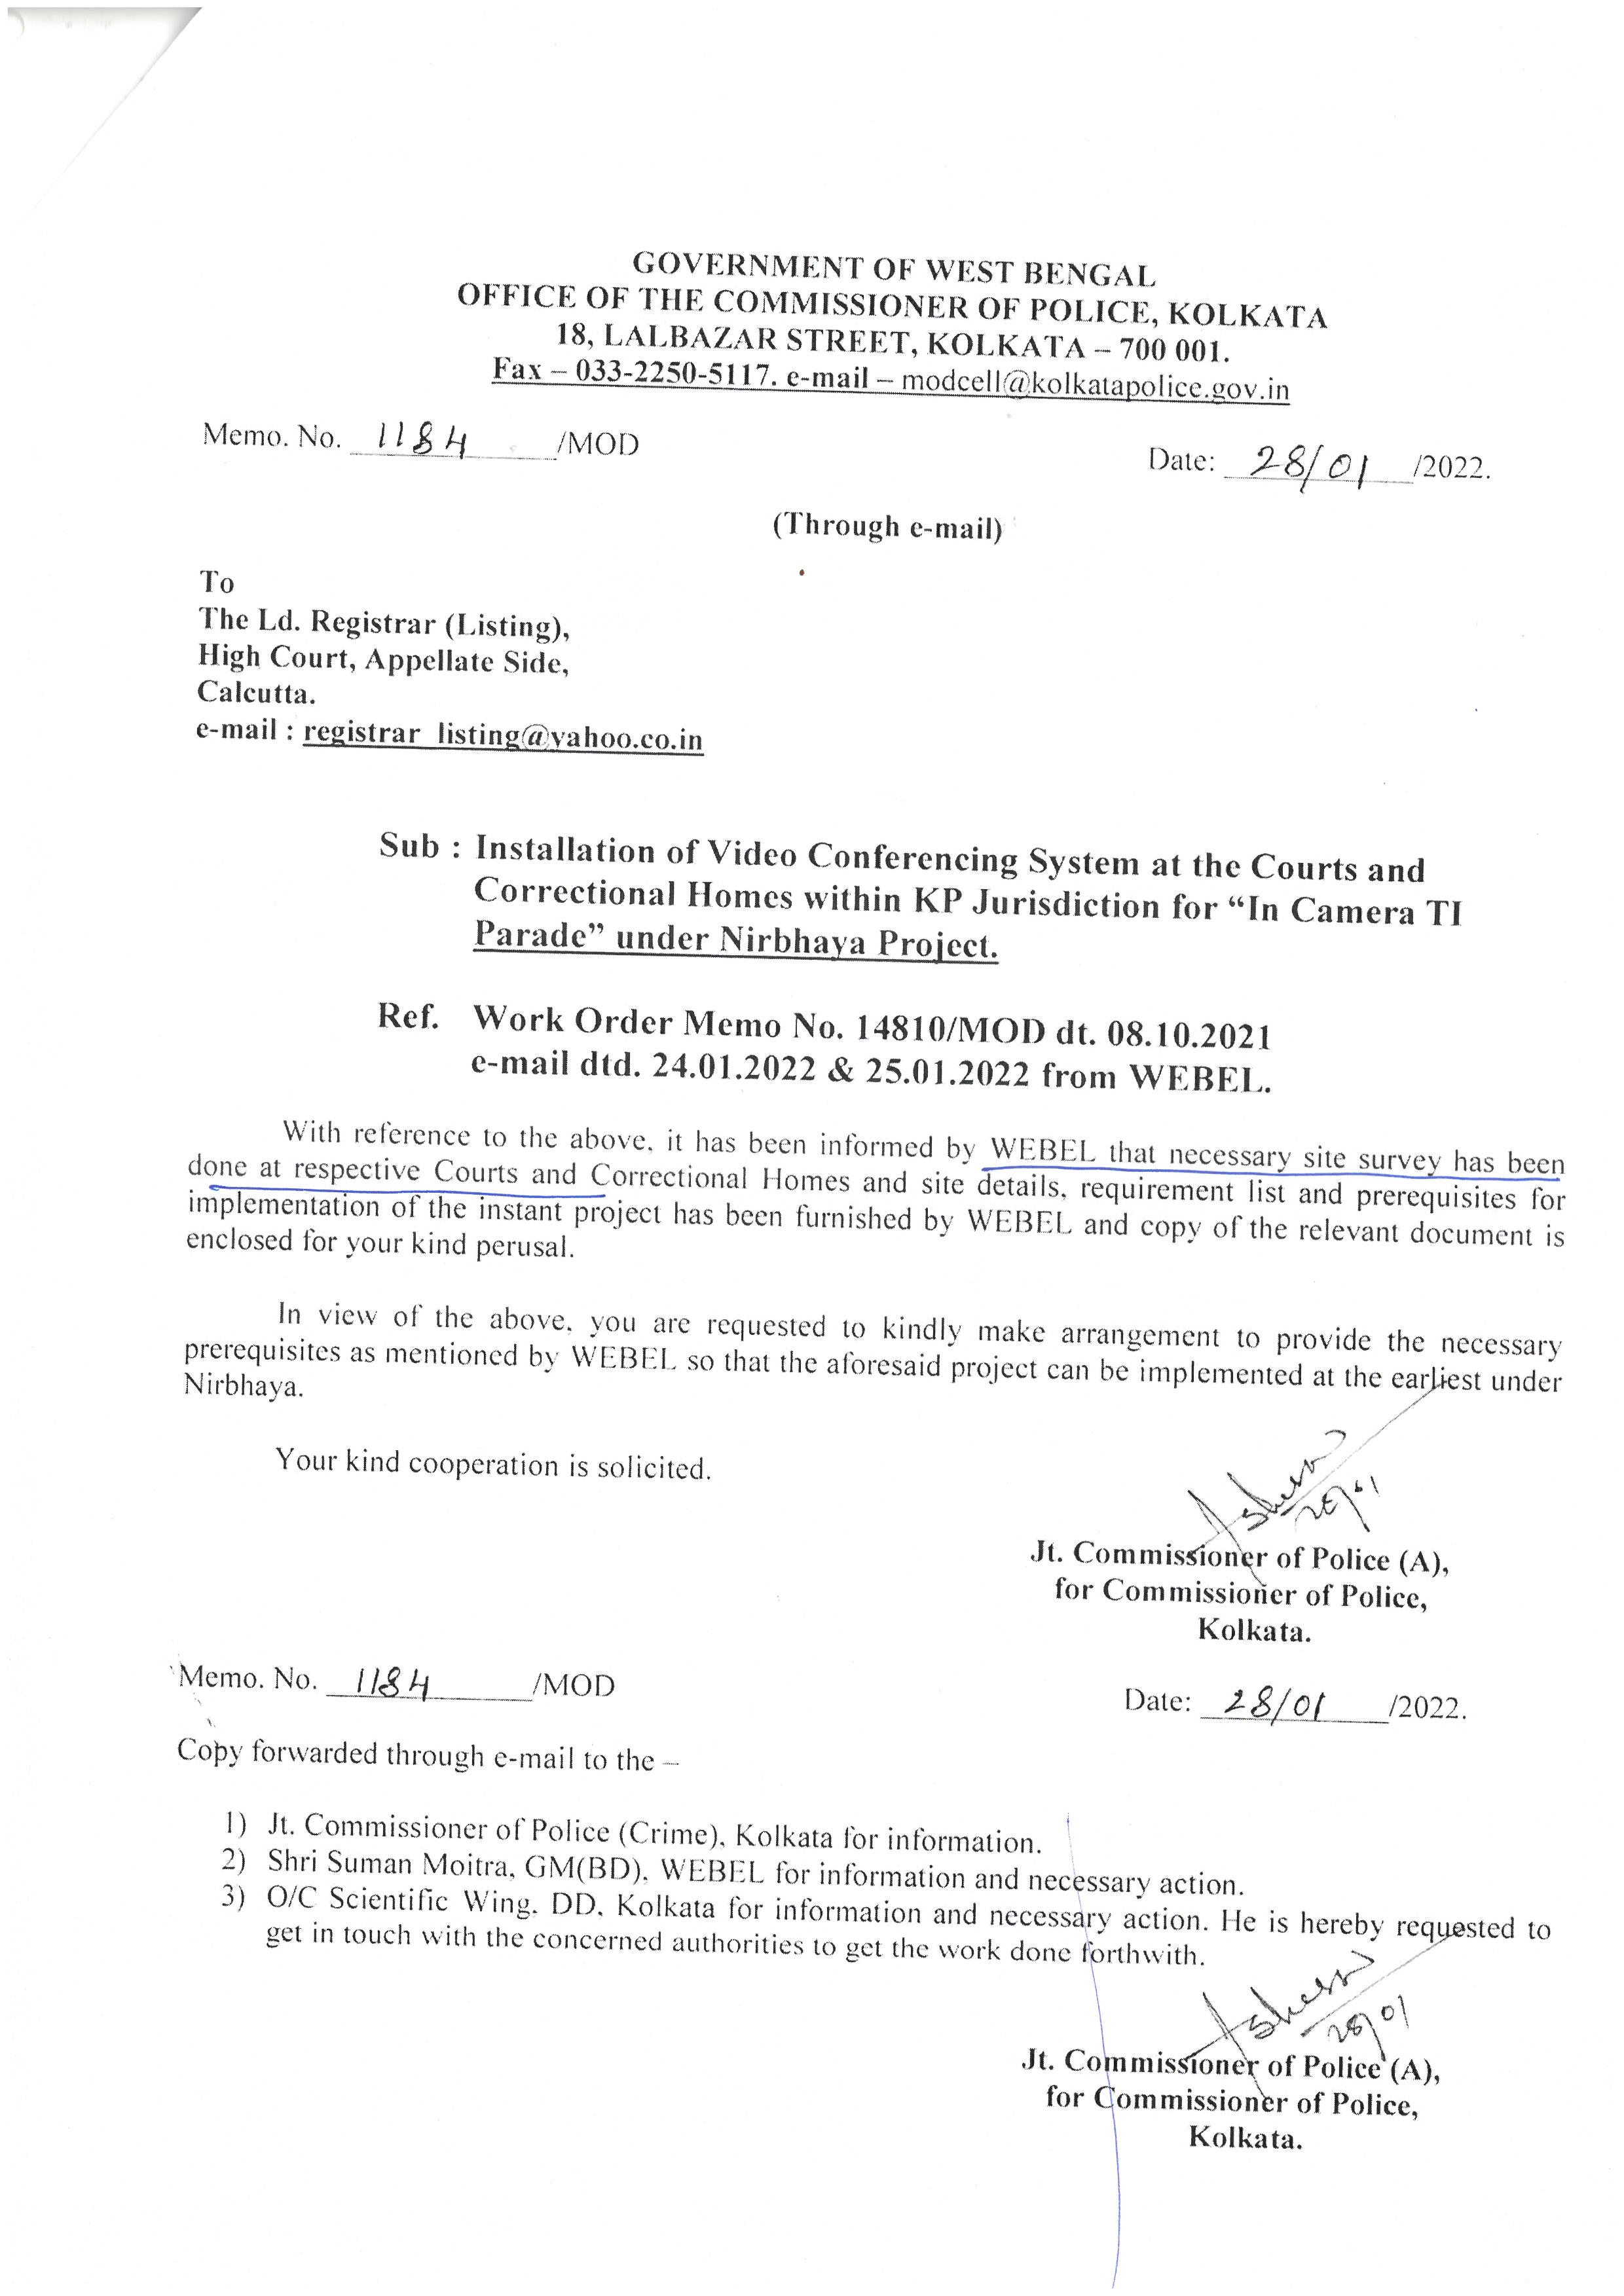 GOVERNMENT OF WEST BENGAL
OFFICE OF THE COMMISSIONER OF POLICE, KOLKATA
18, LALBAZAR STREET, KOLKATA – 700 001.
Fax – 033-2250-5117. e-mail – modcell@kolkatapolice.gov.in
Memo. No. 1184 /MOD
Date: 28/01 /2022.
(Through e-mail)
To
The Ld. Registrar (Listing),
High Court, Appellate Side,
Calcutta.
e-mail : registrar_listing@yahoo.co.in
Sub : Installation of Video Conferencing System at the Courts and
Correctional Homes within KP Jurisdiction for “In Camera TI
Parade” under Nirbhaya Project.
Ref. Work Order Memo No. 14810/MOD dt. 08.10.2021
e-mail dtd. 24.01.2022 & 25.01.2022 from WEBEL.
With reference to the above, it has been informed by WEBEL that necessary site survey has been
done at respective Courts and Correctional Homes and site details, requirement list and prerequisites for
implementation of the instant project has been furnished by WEBEL and copy of the relevant document is
enclosed for your kind perusal.
In view of the above, you are requested to kindly make arrangement to provide the necessary
prerequisites as mentioned by WEBEL so that the aforesaid project can be implemented at the earliest under
Nirbhaya.
Your kind cooperation is solicited.
28/01
Jt. Commissioner of Police (A),
for Commissioner of Police,
Kolkata.
Memo. No. 1184 /MOD
Date: 28/01 /2022.
Copy forwarded through e-mail to the –
1) Jt. Commissioner of Police (Crime), Kolkata for information.
2) Shri Suman Moitra, GM(BD), WEBEL for information and necessary action.
3) O/C Scientific Wing, DD, Kolkata for information and necessary action. He is hereby requested to
get in touch with the concerned authorities to get the work done forthwith.
28/01
Jt. Commissioner of Police (A),
for Commissioner of Police,
Kolkata.